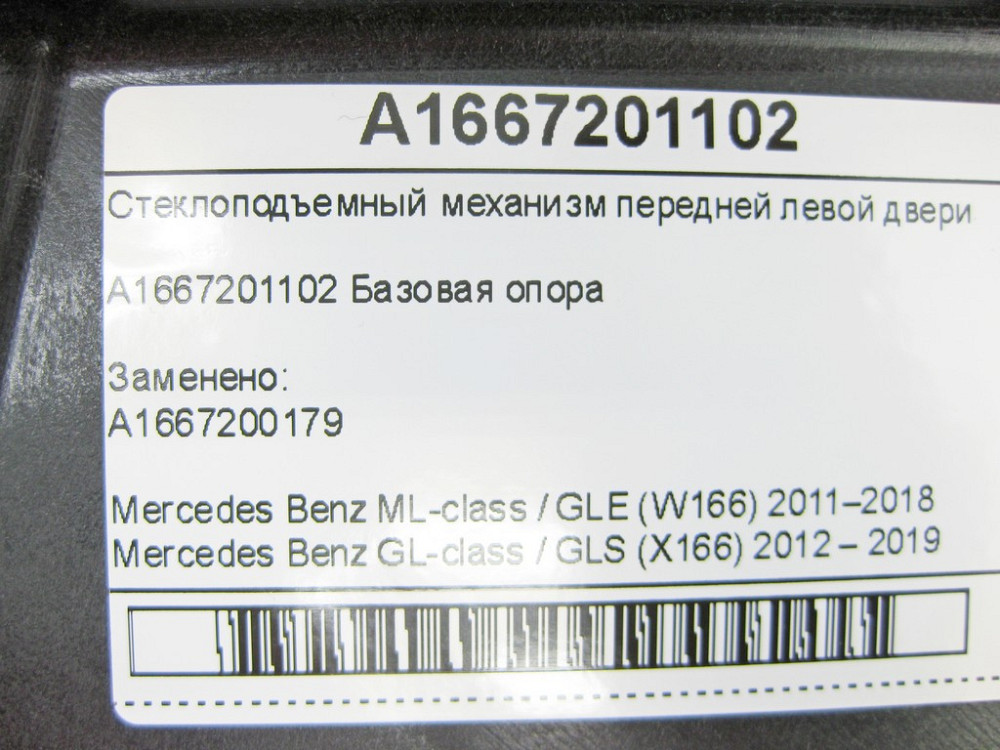 A1667201102
Стеклоподъемный механизм передней левой двери
A1667201102 Базовая опора
Заменено:
A1667200179
Mercedes Benz ML-class / GLE (W166) 2011–2018
Mercedes Benz GL-class / GLS (X166) 2012 – 2019